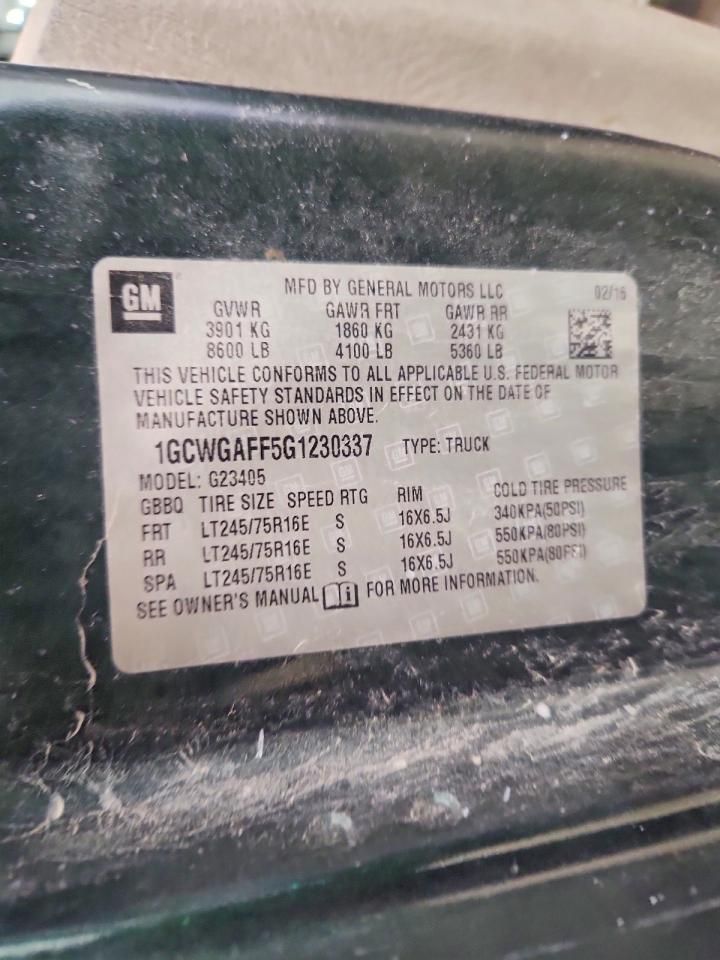 GM
MFD BY GENERAL MOTORS LLC 02/16
GVWR GAWR FRT GAWR RR
3901 KG 1860 KG 2431 KG
8600 LB 4100 LB 5360 LB
THIS VEHICLE CONFORMS TO ALL APPLICABLE U.S. FEDERAL MOTOR
VEHICLE SAFETY STANDARDS IN EFFECT ON THE DATE OF
MANUFACTURE SHOWN ABOVE.
1GCWGAFF5G1230337 TYPE: TRUCK
MODEL: G23405
GBBQ TIRE SIZE SPEED RTG RIM COLD TIRE PRESSURE
FRT LT245/75R16E S 16X6.5J 340KPA(50PSI)
RR LT245/75R16E S 16X6.5J 550KPA(80PSI)
SPA LT245/75R16E S 16X6.5J 550KPA(80PSI)
SEE OWNER'S MANUAL FOR MORE INFORMATION.